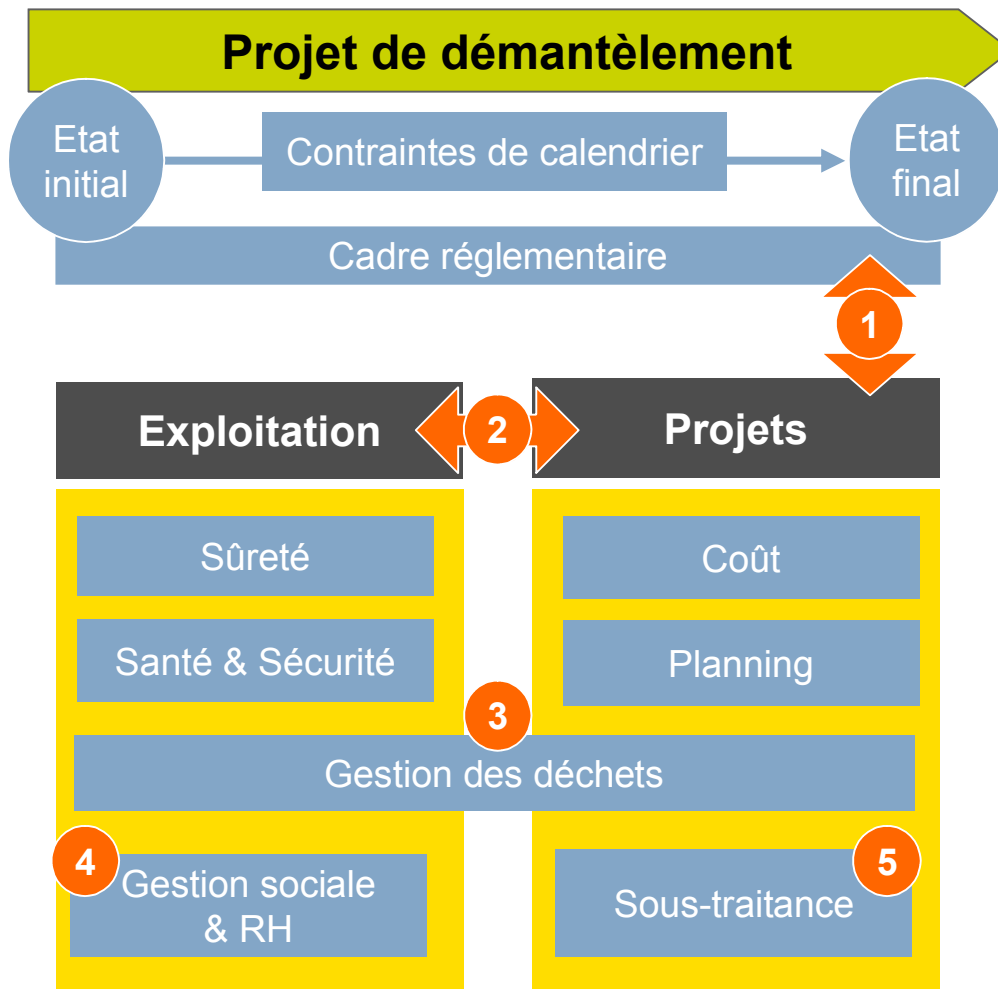 Projet de démantèlement
Etat
initial
Contraintes de calendrier
Etat
final
Cadre réglementaire
1
Exploitation
2
Projets
Sûreté
Coût
Santé & Sécurité
Planning
3
Gestion des déchets
4
Gestion sociale
& RH
5
Sous-traitance